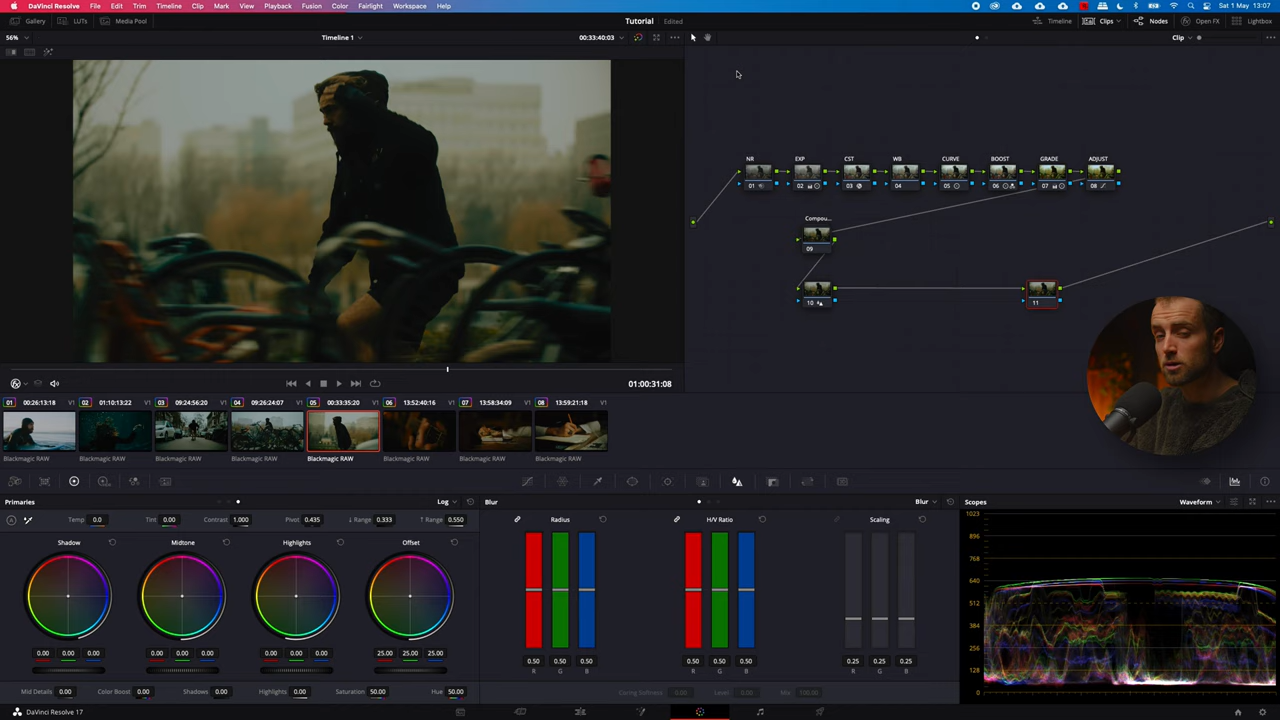 DaVinci Resolve File Edit Trim Timeline Clip Mark View Playback Fusion Color Fairlight Workspace Help Sat 1 May 13:07
Gallery LUTs Media Pool Tutorial Edited Timeline Clips Nodes Open FX Lightbox
56% Timeline 1 00:33:40:03 Clip
NR EXP CST WB CURVE BOOST GRADE ADJUST
01 02 03 04 05 06 07 08
Compou...
09
10 11
01:00:31:08
01 00:26:13:18 V1 02 01:10:13:22 V1 03 09:24:56:20 V1 04 09:26:24:07 V1 05 00:33:35:20 V1 06 13:52:40:16 V1 07 13:58:34:09 V1 08 13:59:21:18 V1
Blackmagic RAW Blackmagic RAW Blackmagic RAW Blackmagic RAW Blackmagic RAW Blackmagic RAW Blackmagic RAW Blackmagic RAW
Primaries Log Blur Blur Scopes Waveform
Temp 0.0 Tint 0.00 Contrast 1.000 Pivot 0.435 L Range 0.333 H Range 0.550
Radius H/V Ratio Scaling
Shadow Midtone Highlights Offset
0.00 0.00 0.00 0.00 0.00 0.00 0.00 0.00 0.00 25.00 25.00 25.00
0.50 0.50 0.50 0.50 0.50 0.50 0.25 0.25 0.25
R G B R G B R G B
Mid Details 0.00 Color Boost 0.00 Shadows 0.00 Highlights 0.00 Saturation 50.00 Hue 50.00
Coring Softness 0.00 Level 0.00 Mix 100.00
1023
896
768
640
512
384
256
128
0
DaVinci Resolve 17